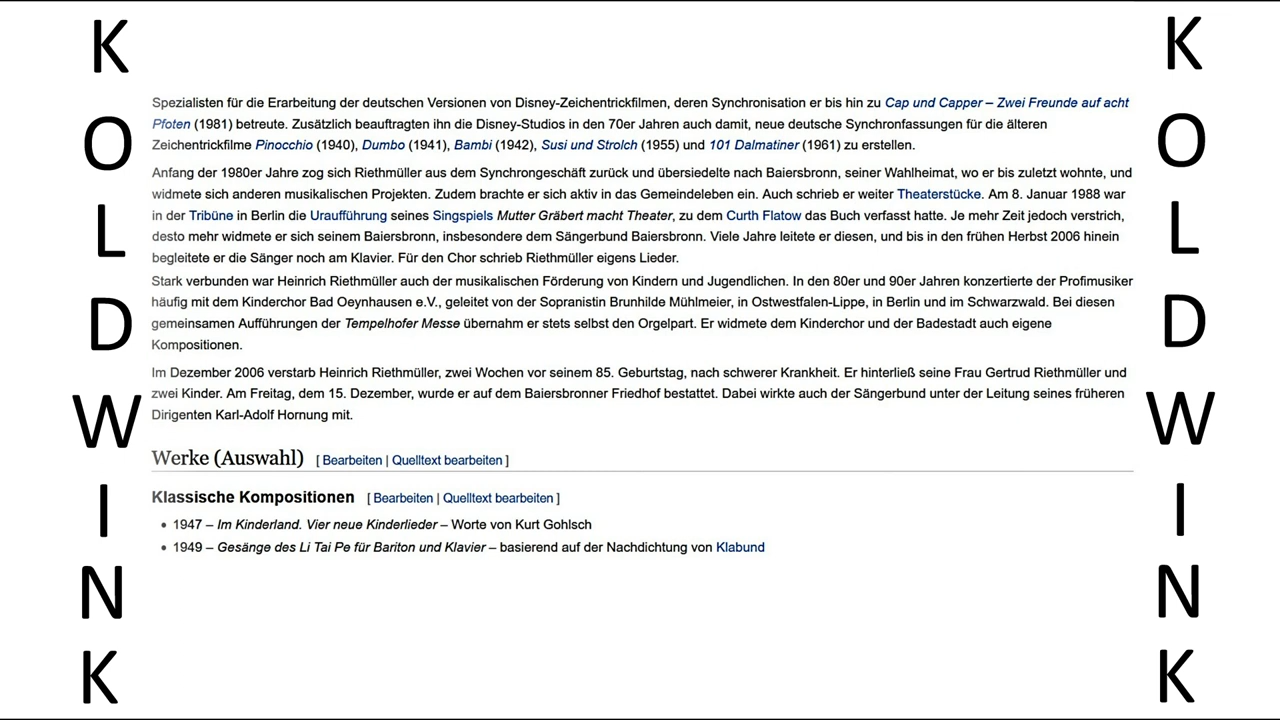 K
O
L
D
W
I
N
K
Spezialisten für die Erarbeitung der deutschen Versionen von Disney-Zeichentrickfilmen, deren Synchronisation er bis hin zu Cap und Capper – Zwei Freunde auf acht
Pfoten (1981) betreute. Zusätzlich beauftragten ihn die Disney-Studios in den 70er Jahren auch damit, neue deutsche Synchronfassungen für die älteren
Zeichentrickfilme Pinocchio (1940), Dumbo (1941), Bambi (1942), Susi und Strolch (1955) und 101 Dalmatiner (1961) zu erstellen.
Anfang der 1980er Jahre zog sich Riethmüller aus dem Synchrongeschäft zurück und übersiedelte nach Baiersbronn, seiner Wahlheimat, wo er bis zuletzt wohnte, und
widmete sich anderen musikalischen Projekten. Zudem brachte er sich aktiv in das Gemeindeleben ein. Auch schrieb er weiter Theaterstücke. Am 8. Januar 1988 war
in der Tribüne in Berlin die Uraufführung seines Singspiels Mutter Gräbert macht Theater, zu dem Curth Flatow das Buch verfasst hatte. Je mehr Zeit jedoch verstrich,
desto mehr widmete er sich seinem Baiersbronn, insbesondere dem Sängerbund Baiersbronn. Viele Jahre leitete er diesen, und bis in den frühen Herbst 2006 hinein
begleitete er die Sänger noch am Klavier. Für den Chor schrieb Riethmüller eigens Lieder.
Stark verbunden war Heinrich Riethmüller auch der musikalischen Förderung von Kindern und Jugendlichen. In den 80er und 90er Jahren konzertierte der Profimusiker
häufig mit dem Kinderchor Bad Oeynhausen e.V., geleitet von der Sopranistin Brunhilde Mühlmeier, in Ostwestfalen-Lippe, in Berlin und im Schwarzwald. Bei diesen
gemeinsamen Aufführungen der Tempelhofer Messe übernahm er stets selbst den Orgelpart. Er widmete dem Kinderchor und der Badestadt auch eigene
Kompositionen.
Im Dezember 2006 verstarb Heinrich Riethmüller, zwei Wochen vor seinem 85. Geburtstag, nach schwerer Krankheit. Er hinterließ seine Frau Gertrud Riethmüller und
zwei Kinder. Am Freitag, dem 15. Dezember, wurde er auf dem Baiersbronner Friedhof bestattet. Dabei wirkte auch der Sängerbund unter der Leitung seines früheren
Dirigenten Karl-Adolf Hornung mit.
Werke (Auswahl) [ Bearbeiten | Quelltext bearbeiten ]
Klassische Kompositionen [ Bearbeiten | Quelltext bearbeiten ]
• 1947 – Im Kinderland. Vier neue Kinderlieder – Worte von Kurt Gohlsch
• 1949 – Gesänge des Li Tai Pe für Bariton und Klavier – basierend auf der Nachdichtung von Klabund
K
O
L
D
W
I
N
K